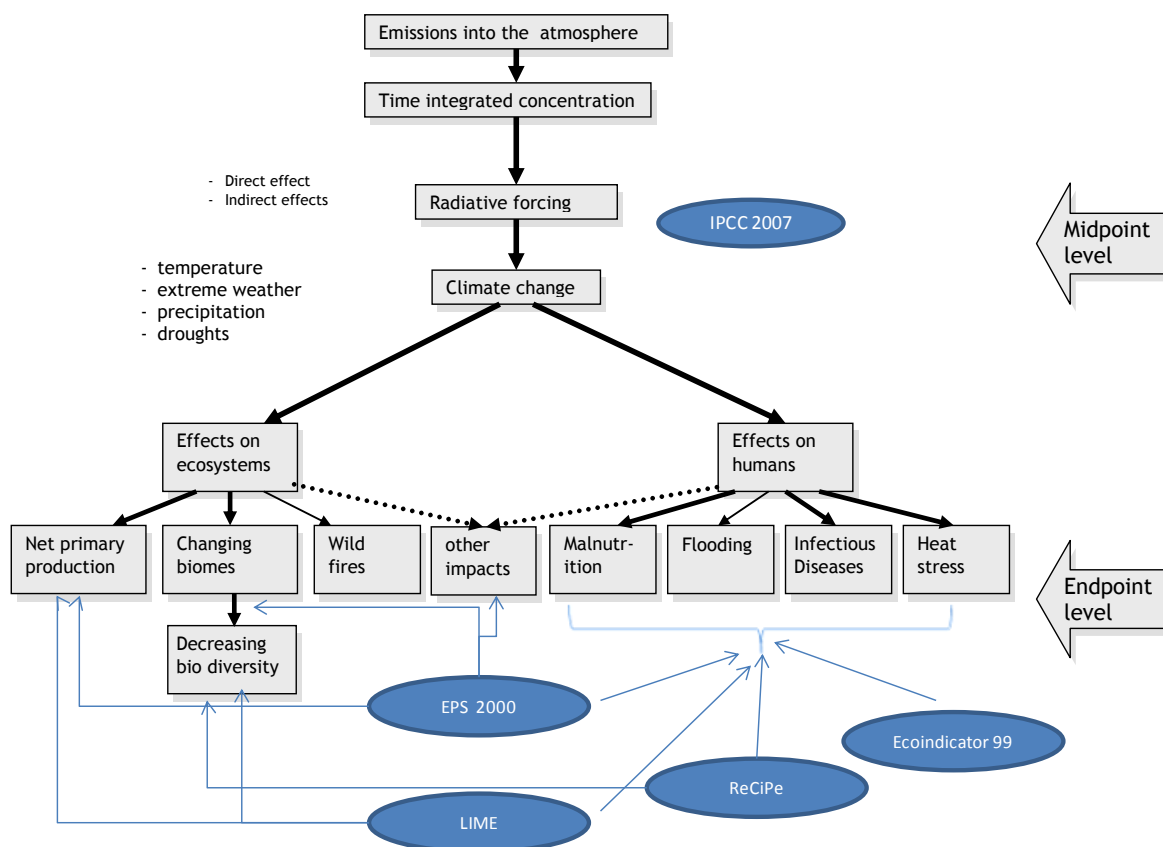 Emissions into the atmosphere
Time integrated concentration
- Direct effect
- Indirect effects
Radiative forcing
IPCC 2007
Midpoint
level
- temperature
- extreme weather
- precipitation
- droughts
Climate change
Effects on
ecosystems
Effects on
humans
Net primary
production
Changing
biomes
Wild
fires
other
impacts
Malnutr-
ition
Flooding
Infectious
Diseases
Heat
stress
Endpoint
level
Decreasing
bio diversity
EPS 2000
Ecoindicator 99
ReCiPe
LIME